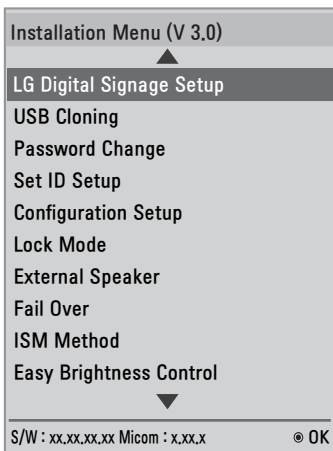 Installation Menu (V 3.0)
LG Digital Signage Setup
USB Cloning
Password Change
Set ID Setup
Configuration Setup
Lock Mode
External Speaker
Fail Over
ISM Method
Easy Brightness Control
S/W : xx.xx.xx.xx Micom : x.xx.x ◉ OK